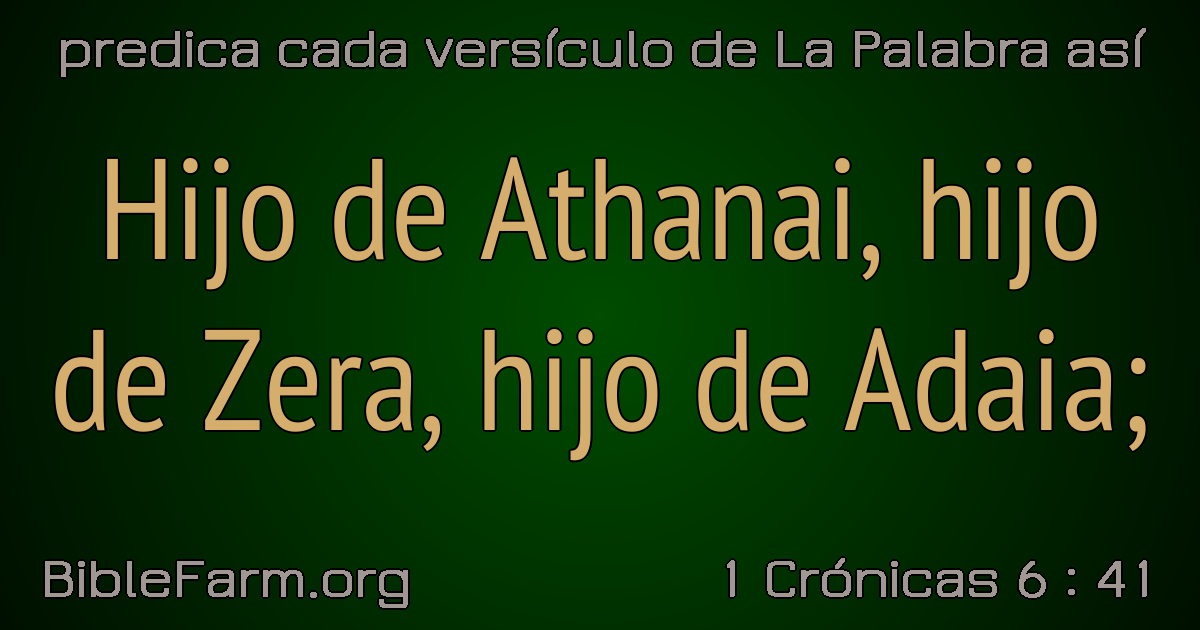 predica cada versículo de La Palabra así
Hijo de Athanai, hijo
de Zera, hijo de Adaia;
BibleFarm.org
1 Crónicas 6 : 41